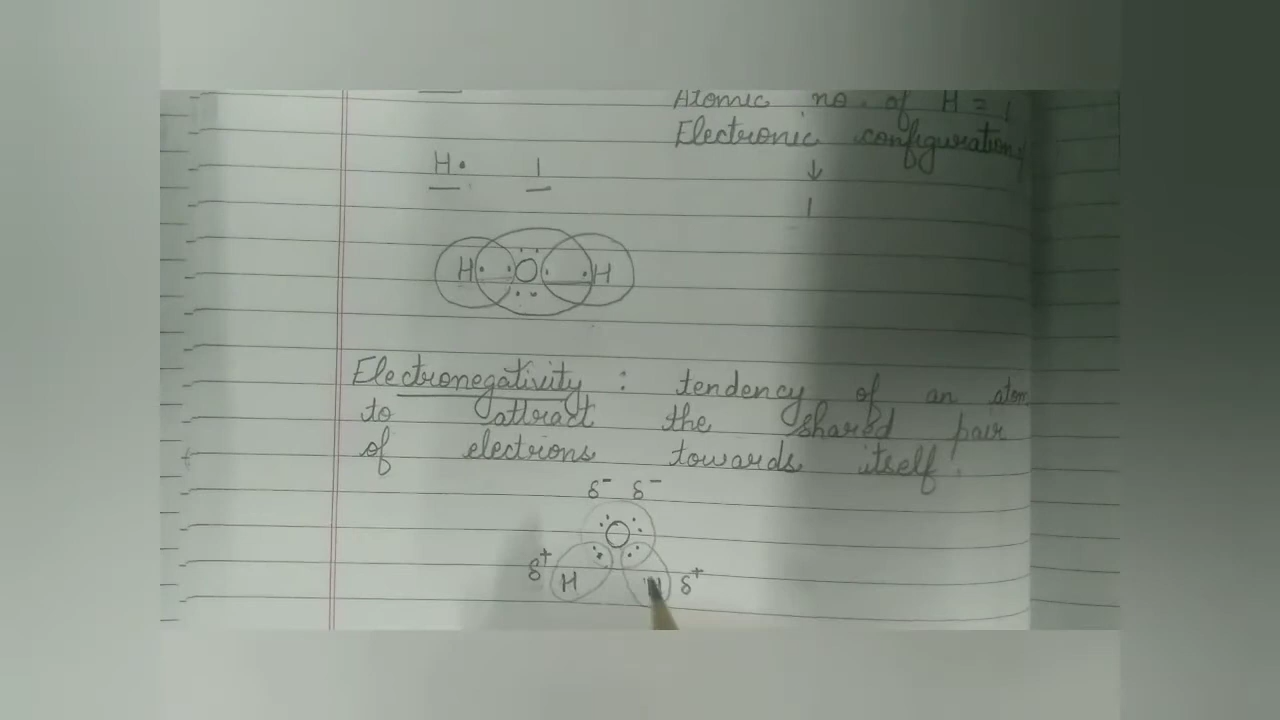 Atomic no. of H = 1
Electronic configuration
↓
H• 1
1
H O H
Electronegativity : tendency of an atom
to attract the shared pair
of electrons towards itself.
δ⁻ δ⁻
O
δ⁺ H H δ⁺